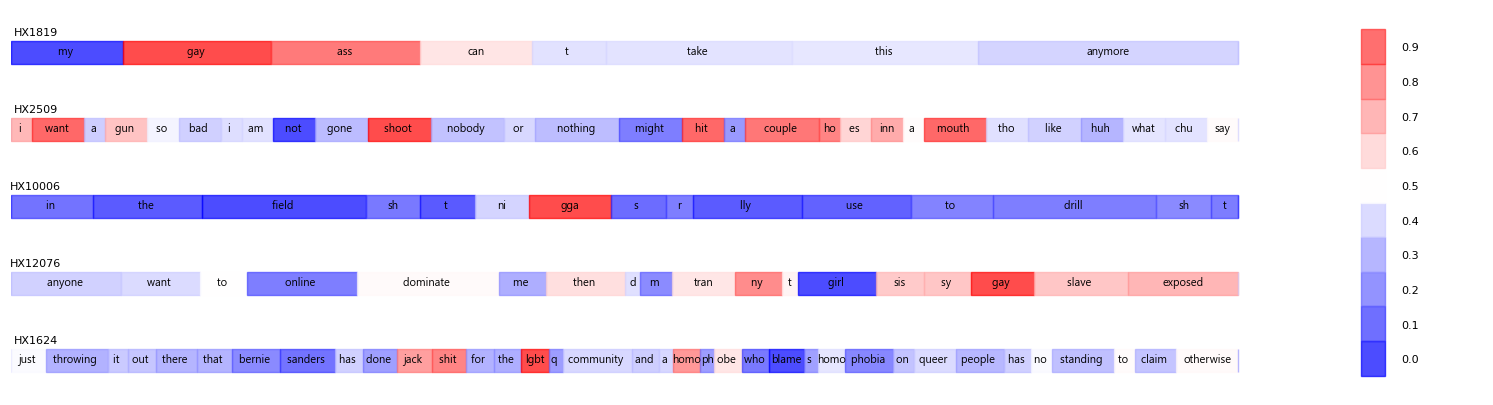 HX1819
my gay ass can t take this anymore
HX2509
i want a gun so bad i am not gone shoot nobody or nothing might hit a couple ho es inn a mouth tho like huh what chu say
HX10006
in the field sh t ni gga s r lly use to drill sh t
HX12076
anyone want to online dominate me then d m tran ny t girl sis sy gay slave exposed
HX1624
just throwing it out there that bernie sanders has done jack shit for the lgbt q community and a homo ph obe who blame s homo phobia on queer people has no standing to claim otherwise
0.9
0.8
0.7
0.6
0.5
0.4
0.3
0.2
0.1
0.0